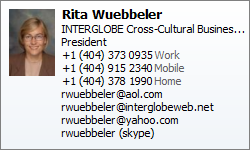 Rita Wuebbeler
INTERGLOBE Cross-Cultural Busines...
President
+1 (404) 373 0935 Work
+1 (404) 915 2340 Mobile
+1 (404) 378 1990 Home
rwuebbeler@aol.com
rwuebbeler@interglobeweb.net
rwuebbeler@yahoo.com
rwuebbeler (skype)